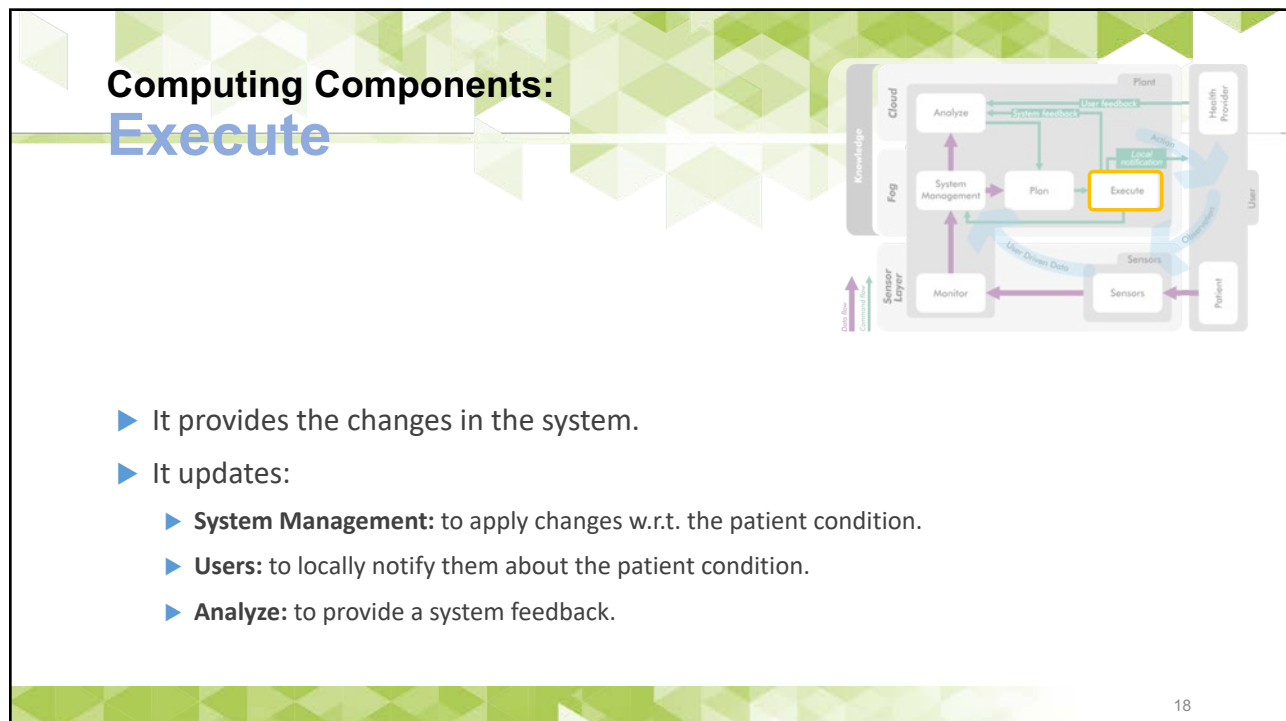 Computing Components:
Execute
Knowledge
Cloud
Fog
Sensor
Layer
Plant
Analyze
User feedback
System feedback
Health
Provider
Action
Local
notification
System
Management
Plan
Execute
User
Observation
User Driven Data
Sensors
Monitor
Sensors
Patient
Data flow
Command flow
It provides the changes in the system.
It updates:
System Management: to apply changes w.r.t. the patient condition.
Users: to locally notify them about the patient condition.
Analyze: to provide a system feedback.
18